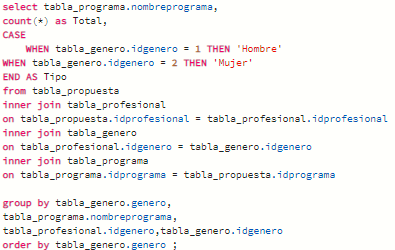 select tabla_programa.nombreprograma,
count(*) as Total,
CASE
WHEN tabla_genero.idgenero = 1 THEN 'Hombre'
WHEN tabla_genero.idgenero = 2 THEN 'Mujer'
END AS Tipo
from tabla_propuesta
inner join tabla_profesional
on tabla_propuesta.idprofesional = tabla_profesional.idprofesional
inner join tabla_genero
on tabla_profesional.idgenero = tabla_genero.idgenero
inner join tabla_programa
on tabla_programa.idprograma = tabla_propuesta.idprograma
group by tabla_genero.genero,
tabla_programa.nombreprograma,
tabla_profesional.idgenero,tabla_genero.idgenero
order by tabla_genero.genero ;